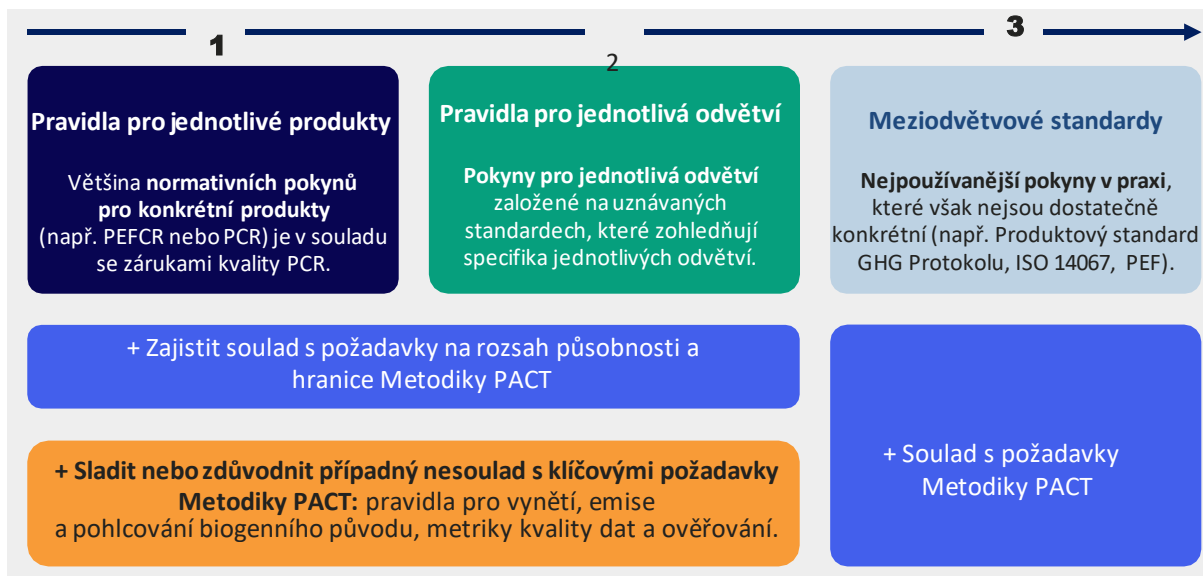 1
2
3
Pravidla pro jednotlivé produkty
Většina normativních pokynů
pro konkrétní produkty
(např. PEFCR nebo PCR) je v souladu
se zárukami kvality PCR.
Pravidla pro jednotlivá odvětví
Pokyny pro jednotlivá odvětví
založené na uznávaných
standardech, které zohledňují
specifika jednotlivých odvětví.
Meziodvětvové standardy
Nejpoužívanější pokyny v praxi,
které však nejsou dostatečně
konkrétní (např. Produktový standard
GHG Protokolu, ISO 14067, PEF).
+ Zajistit soulad s požadavky na rozsah působnosti a
hranice Metodiky PACT
+ Sladit nebo zdůvodnit případný nesoulad s klíčovými požadavky
Metodiky PACT: pravidla pro vynětí, emise
a pohlcování biogenního původu, metriky kvality dat a ověřování.
+ Soulad s požadavky
Metodiky PACT